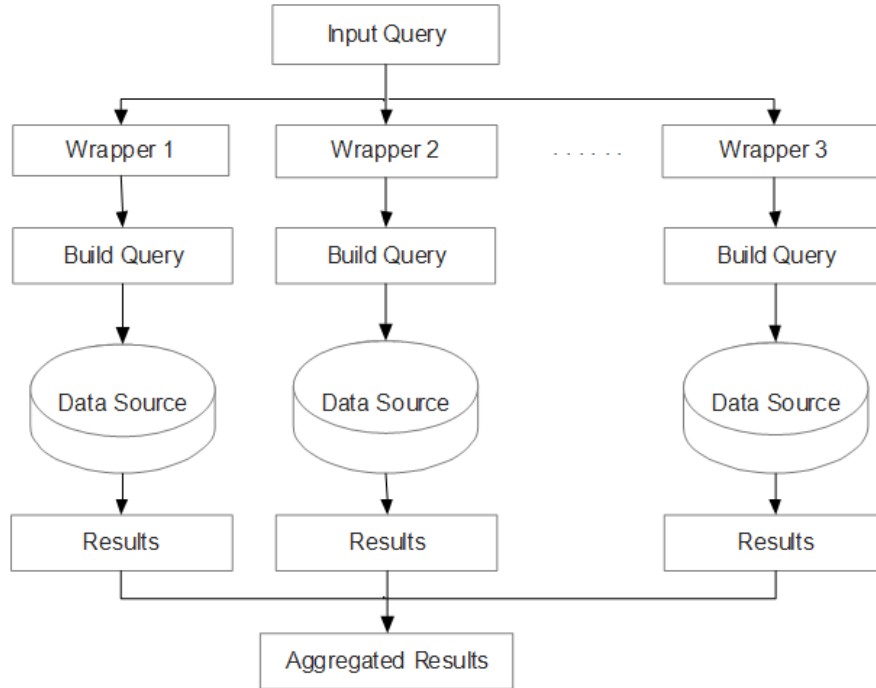 Input Query
Wrapper 1
Wrapper 2
. . . . . .
Wrapper 3
Build Query
Build Query
Build Query
Data Source
Data Source
Data Source
Results
Results
Results
Aggregated Results